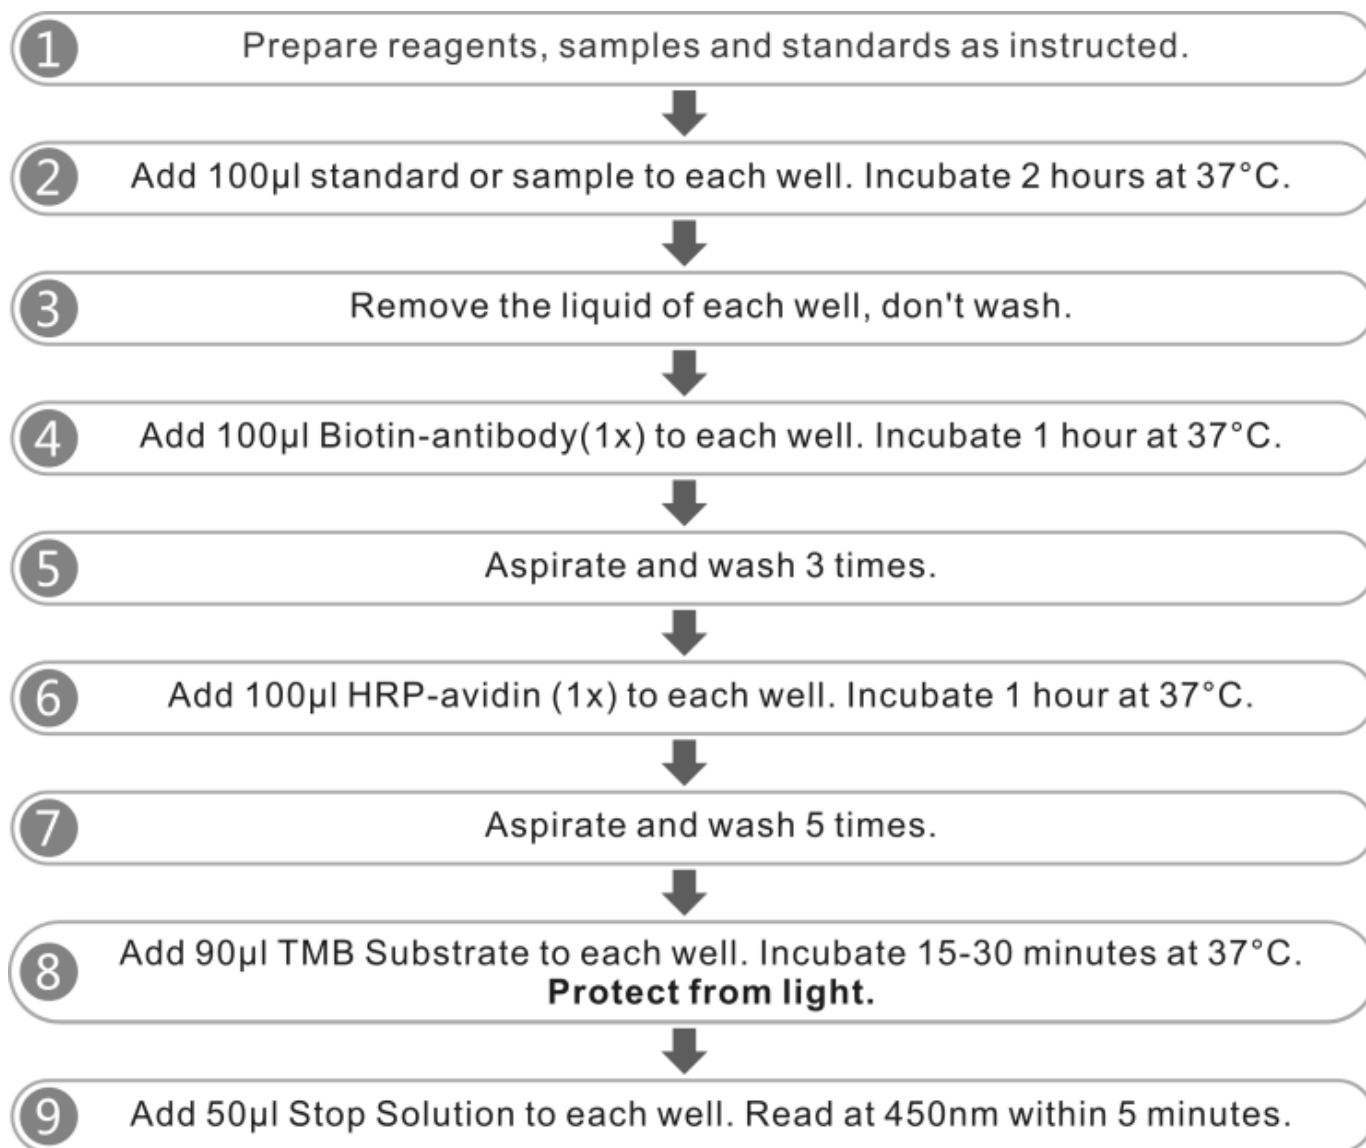 1 Prepare reagents, samples and standards as instructed.
2 Add 100µl standard or sample to each well. Incubate 2 hours at 37°C.
3 Remove the liquid of each well, don't wash.
4 Add 100µl Biotin-antibody(1x) to each well. Incubate 1 hour at 37°C.
5 Aspirate and wash 3 times.
6 Add 100µl HRP-avidin (1x) to each well. Incubate 1 hour at 37°C.
7 Aspirate and wash 5 times.
8 Add 90µl TMB Substrate to each well. Incubate 15-30 minutes at 37°C.
Protect from light.
9 Add 50µl Stop Solution to each well. Read at 450nm within 5 minutes.